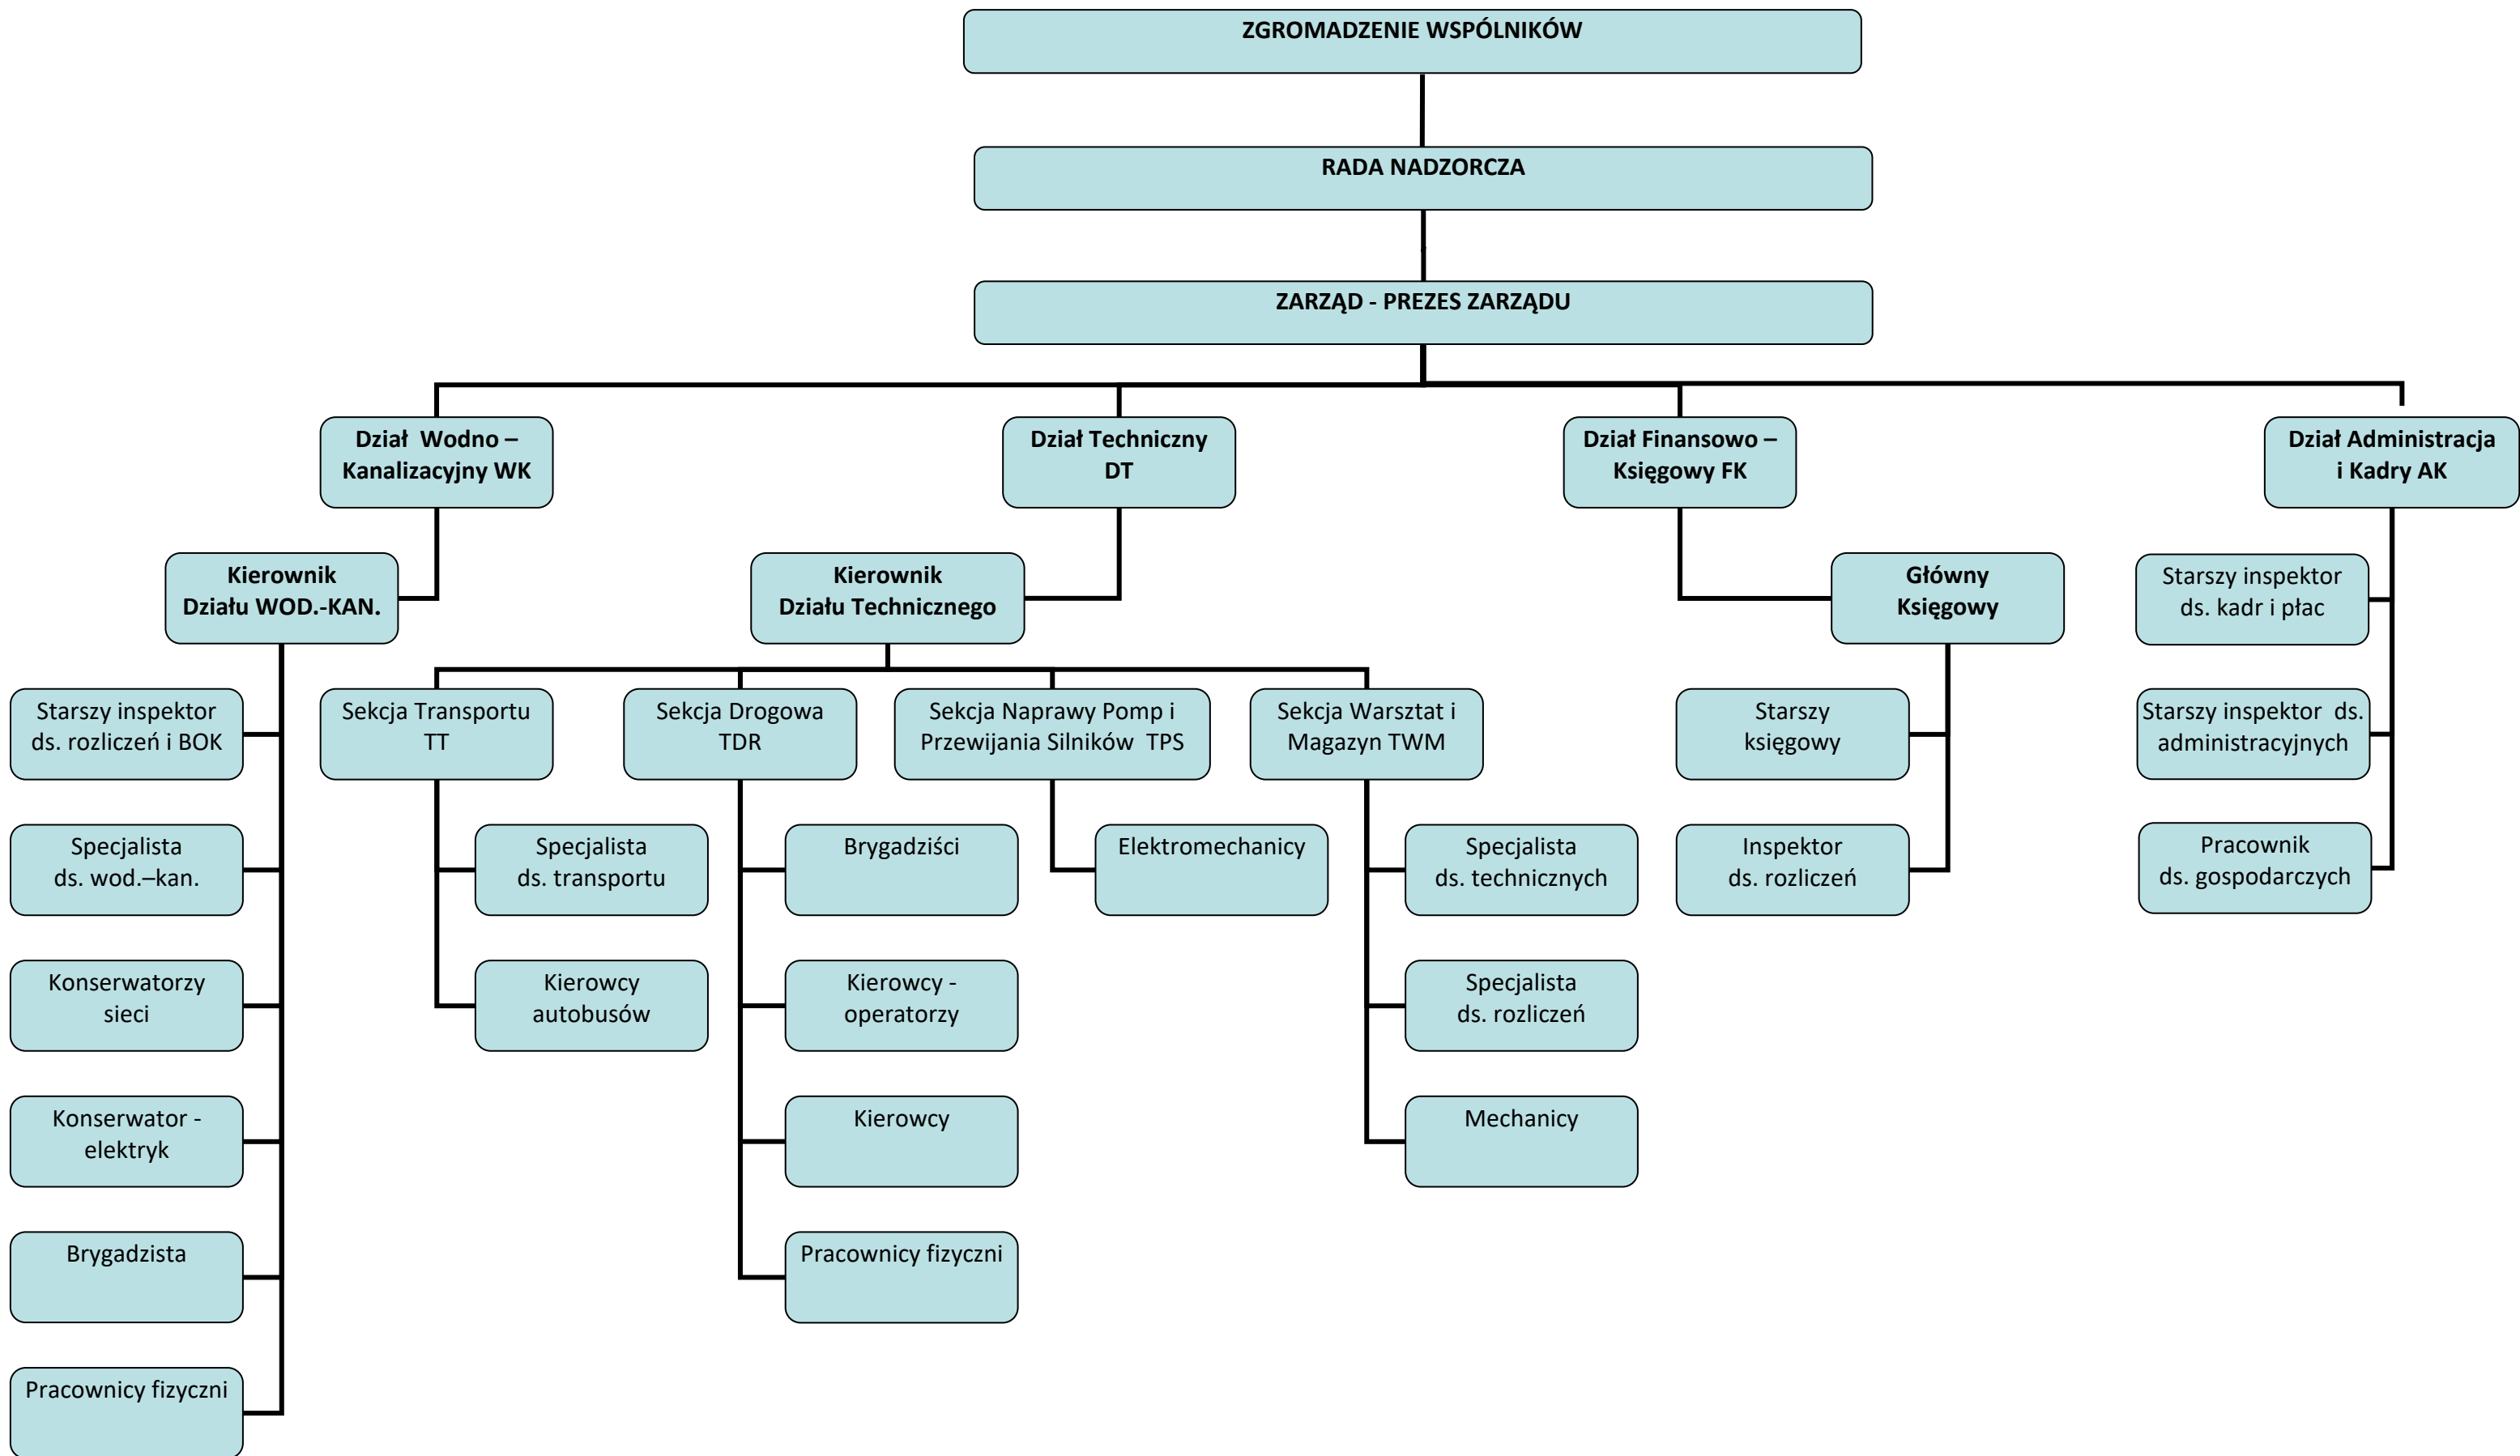 ZGROMADZENIE WSPÓLNIKÓW
RADA NADZORCZA
ZARZĄD - PREZES ZARZĄDU
Dział Wodno –
Kanalizacyjny WK
Dział Techniczny
DT
Dział Finansowo –
Księgowy FK
Dział Administracja
i Kadry AK
Kierownik
Działu WOD.-KAN.
Kierownik
Działu Technicznego
Główny
Księgowy
Starszy inspektor
ds. kadr i płac
Starszy inspektor
ds. rozliczeń i BOK
Sekcja Transportu
TT
Sekcja Drogowa
TDR
Sekcja Naprawy Pomp i
Przewijania Silników TPS
Sekcja Warsztat i
Magazyn TWM
Starszy
księgowy
Starszy inspektor ds.
administracyjnych
Specjalista
ds. wod.–kan.
Specjalista
ds. transportu
Brygadziści
Elektromechanicy
Specjalista
ds. technicznych
Inspektor
ds. rozliczeń
Pracownik
ds. gospodarczych
Konserwatorzy
sieci
Kierowcy
autobusów
Kierowcy -
operatorzy
Specjalista
ds. rozliczeń
Konserwator -
elektryk
Kierowcy
Mechanicy
Brygadzista
Pracownicy fizyczni
Pracownicy fizyczni